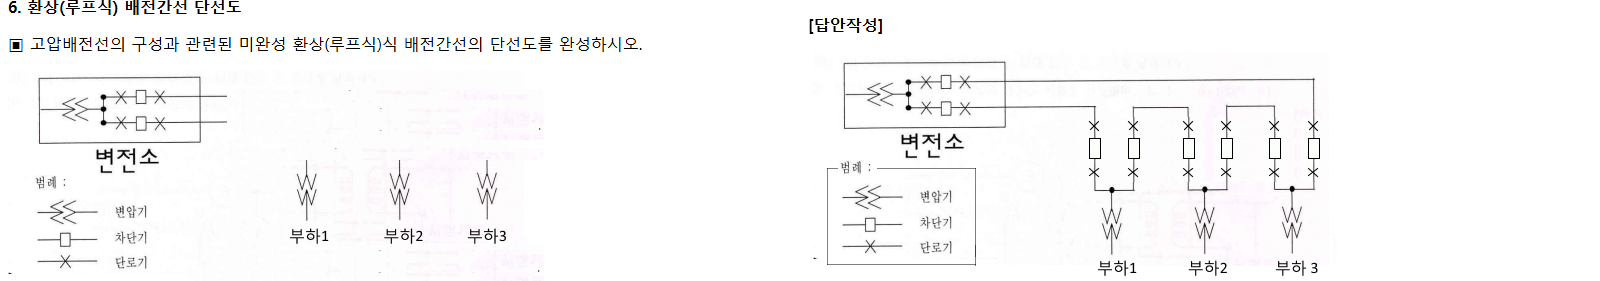 6. 환상(루프식) 배전간선 단선도
▣ 고압배전선의 구성과 관련된 미완성 환상(루프식)식 배전간선의 단선도를 완성하시오.
변전소
범례 :
변압기
차단기
단로기
부하1
부하2
부하3
[답안작성]
변전소
범례 :
변압기
차단기
단로기
부하1
부하2
부하 3